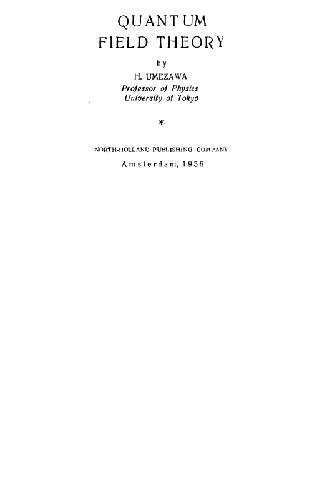 QUANTUM
FIELD THEORY
by
H. UMEZAWA
Professor of Physics
University of Tokyo
*
NORTH-HOLLAND PUBLISHING COMPANY
Amsterdam, 1956